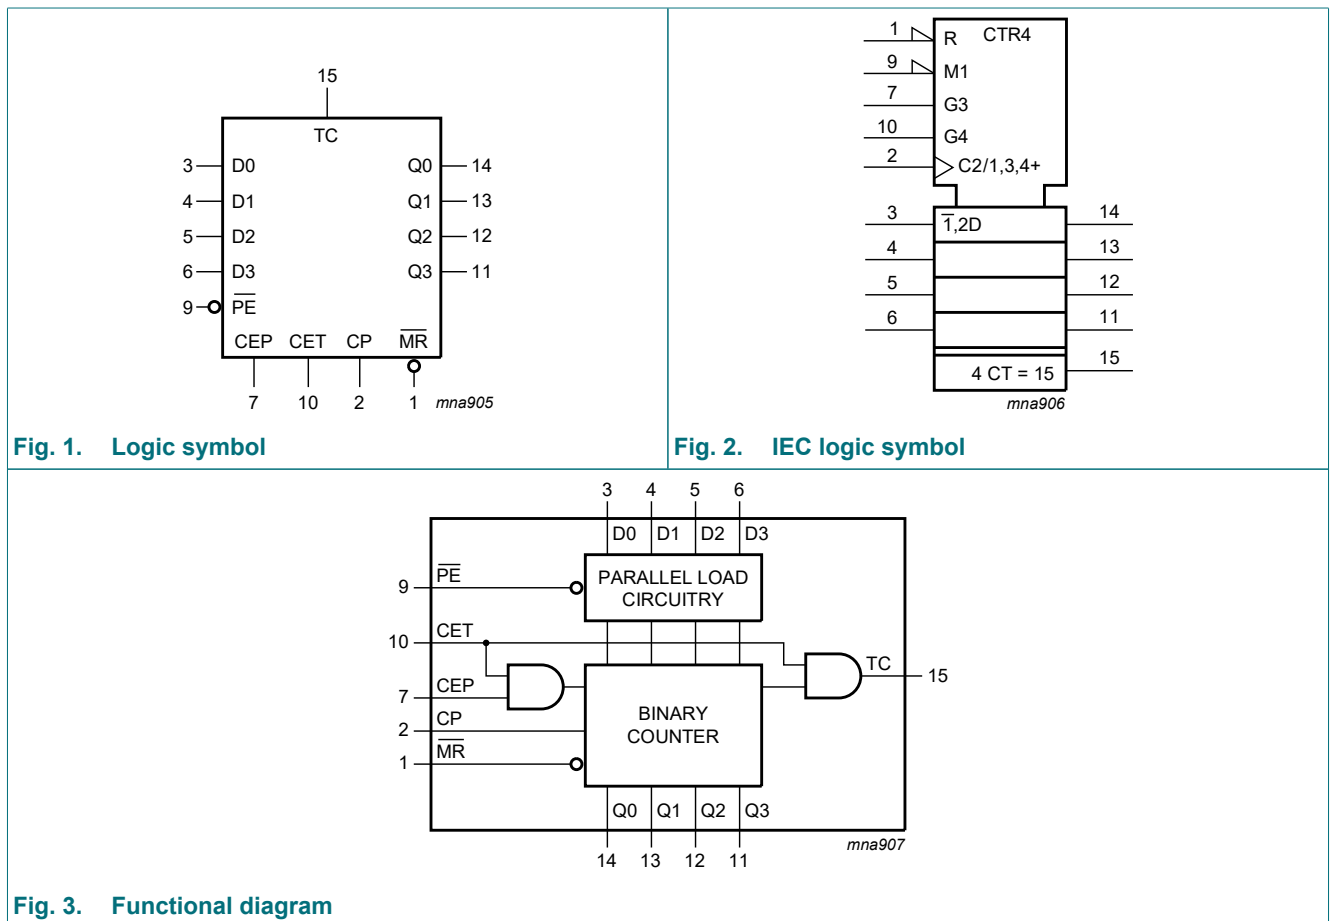 15
TC
3 D0 Q0 14
4 D1 Q1 13
5 D2 Q2 12
6 D3 Q3 11
9 P̅E̅
CEP CET CP M̅R̅
7 10 2 1 mna905
Fig. 1. Logic symbol
1 R CTR4
9 M1
7 G3
10 G4
2 C2/1,3,4+
3 1̅,2D 14
4 13
5 12
6 11
4 CT = 15 15
mna906
Fig. 2. IEC logic symbol
3 4 5 6
D0 D1 D2 D3
9 P̅E̅ PARALLEL LOAD
CIRCUITRY
10 CET
TC 15
7 CEP
2 CP BINARY
COUNTER
1 M̅R̅
Q0 Q1 Q2 Q3
mna907
14 13 12 11
Fig. 3. Functional diagram